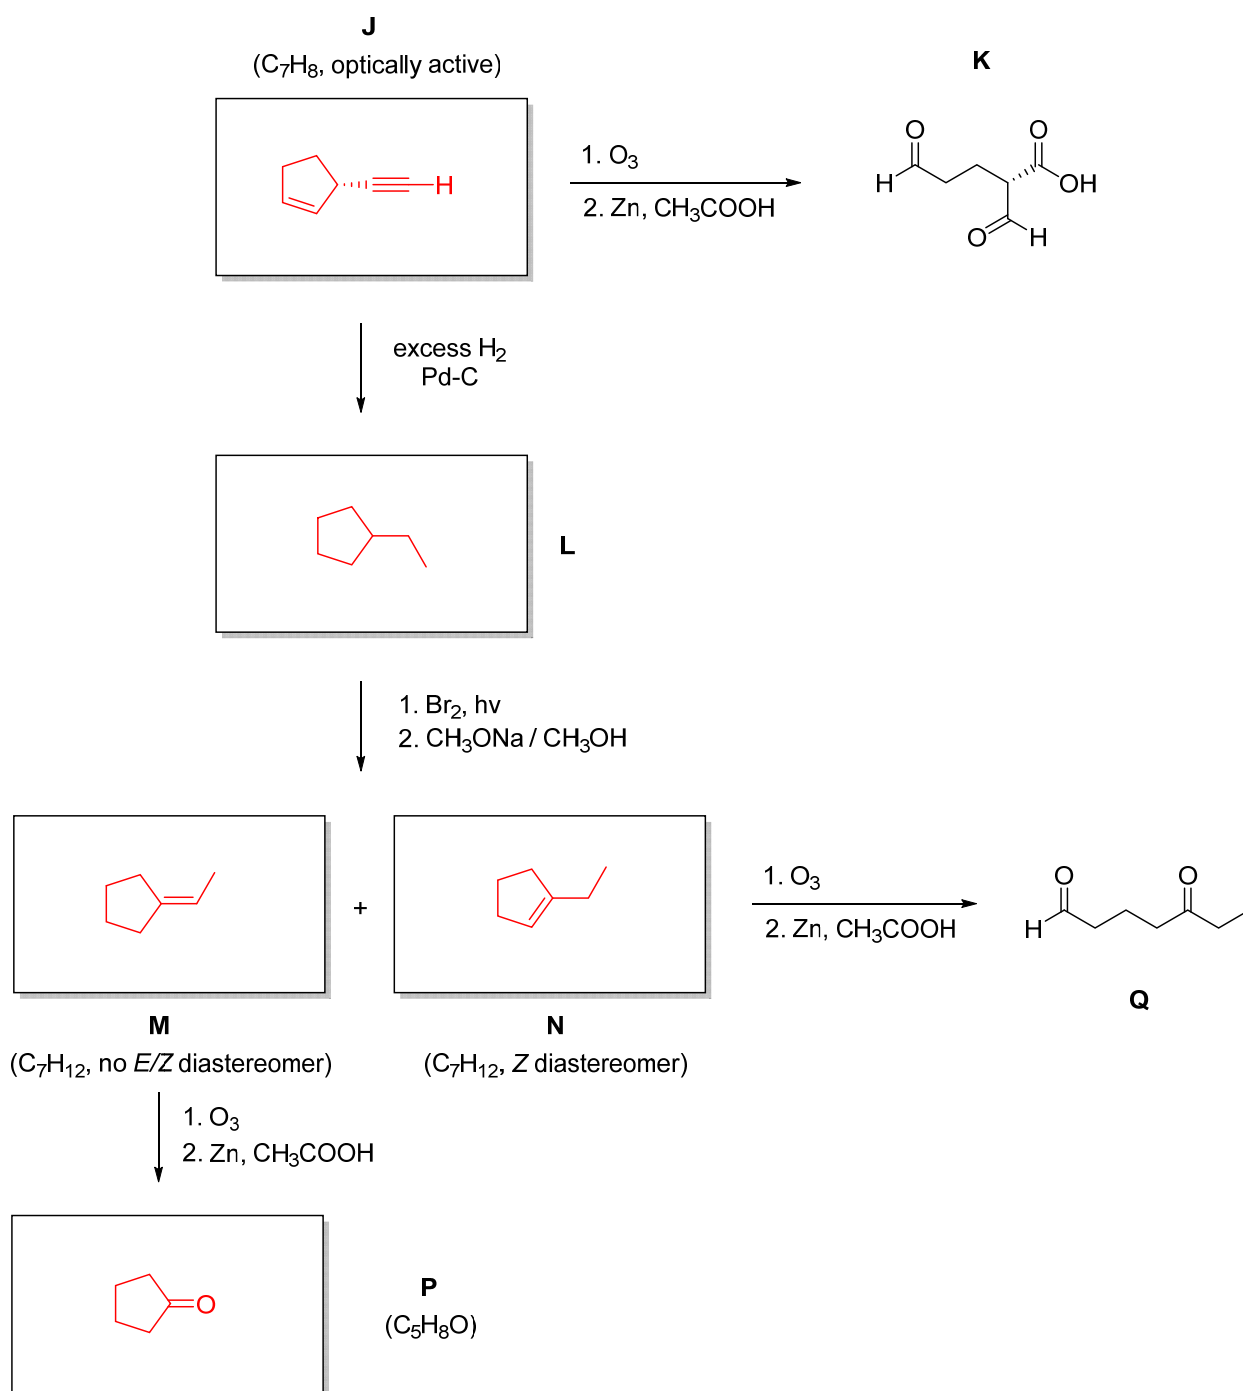 J
(C7H8, optically active)
K
H
1. O3
2. Zn, CH3COOH
O
O
H
OH
O
H
excess H2
Pd-C
L
1. Br2, hv
2. CH3ONa / CH3OH
+
1. O3
2. Zn, CH3COOH
O
O
H
Q
M
N
(C7H12, no E/Z diastereomer)
(C7H12, Z diastereomer)
1. O3
2. Zn, CH3COOH
O
P
(C5H8O)